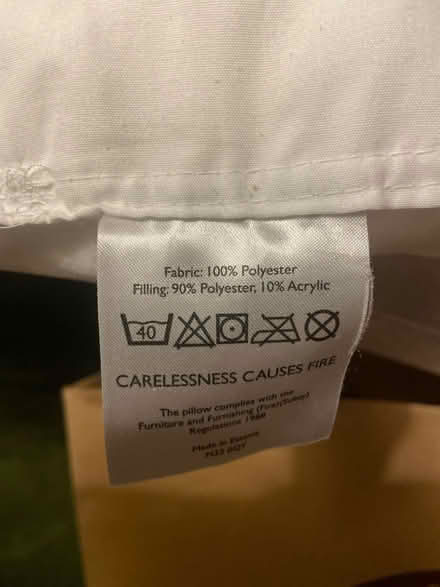 Fabric: 100% Polyester
Filling: 90% Polyester, 10% Acrylic
40
CARELESSNESS CAUSES FIRE
The pillow complies with the
Furniture and Furnishing (Fire)(Safety)
Regulations 1988
Made in Estonia